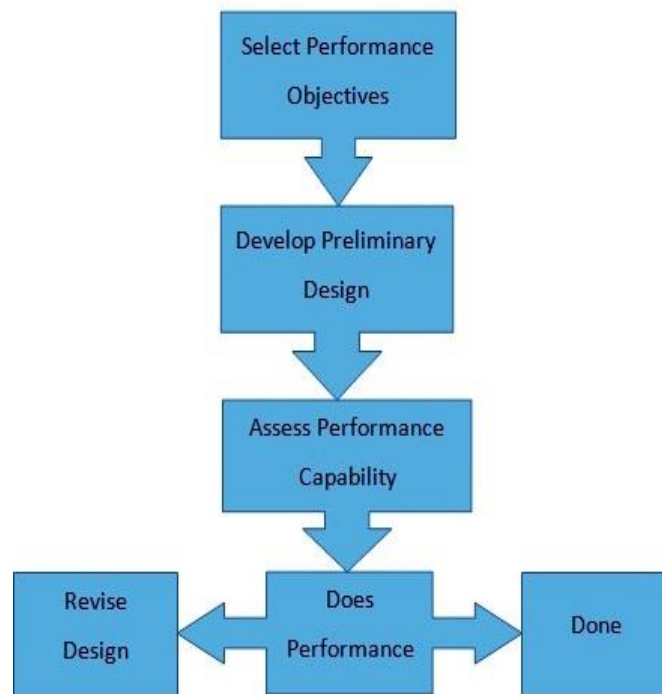 Select Performance
Objectives
Develop Preliminary
Design
Assess Performance
Capability
Revise
Design
Does
Performance
Done